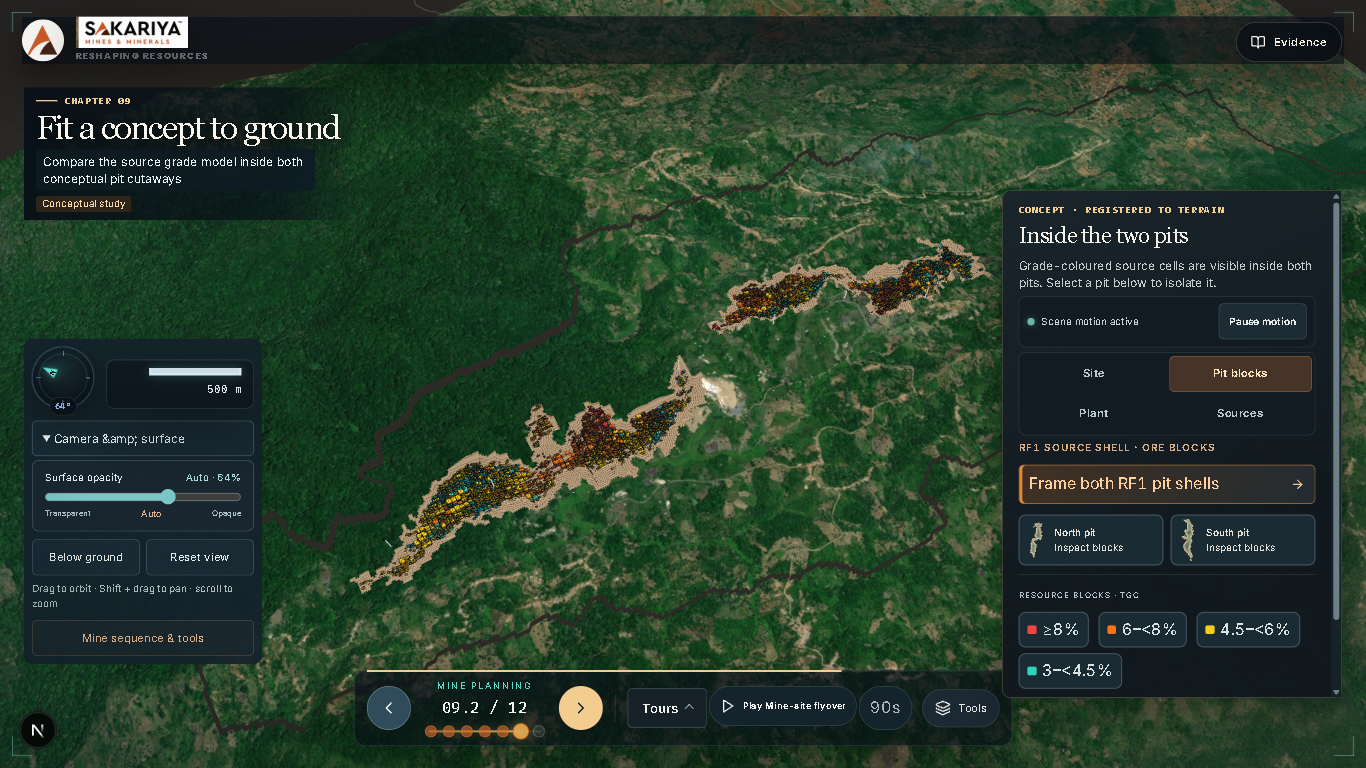 SAKARIYA™
MINES & MINERALS
RESHAPING RESOURCES
Evidence
CHAPTER 09
Fit a concept to ground
Compare the source grade model inside both
conceptual pit cutaways
Conceptual study
64°
500 m
▼ Camera &amp; surface
Surface opacity Auto · 64%
Transparent Auto Opaque
Below ground Reset view
Drag to orbit · Shift + drag to pan · scroll to
zoom
Mine sequence & tools
N
MINE PLANNING
09.2 / 12
Tours
Play Mine-site flyover
90s
Tools
CONCEPT · REGISTERED TO TERRAIN
Inside the two pits
Grade-coloured source cells are visible inside both
pits. Select a pit below to isolate it.
Scene motion active Pause motion
Site Pit blocks
Plant Sources
RF1 SOURCE SHELL · ORE BLOCKS
Frame both RF1 pit shells →
North pit
Inspect blocks
South pit
Inspect blocks
RESOURCE BLOCKS · TGC
≥8% 6–<8% 4.5–<6%
3–<4.5%